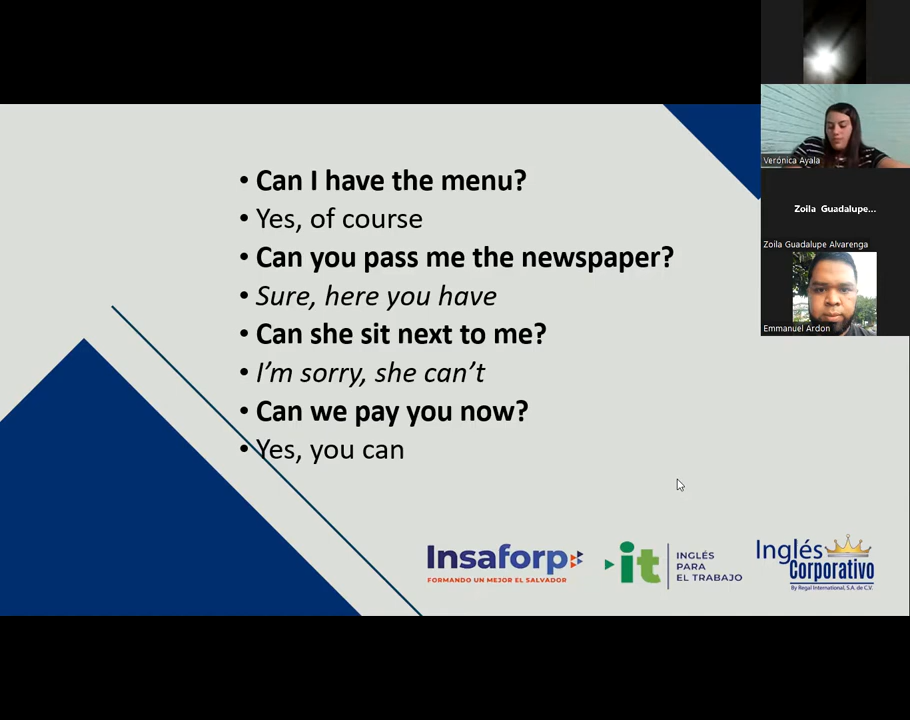 • Can I have the menu?
• Yes, of course
• Can you pass me the newspaper?
• Sure, here you have
• Can she sit next to me?
• I’m sorry, she can’t
• Can we pay you now?
• Yes, you can
Verónica Ayala
Zoila Guadalupe...
Zoila Guadalupe Alvarenga
Emmanuel Ardon
Insaforp
FORMANDO UN MEJOR EL SALVADOR
it
INGLÉS
PARA
EL TRABAJO
Inglés
Corporativo
By Regal International, S.A. de C.V.